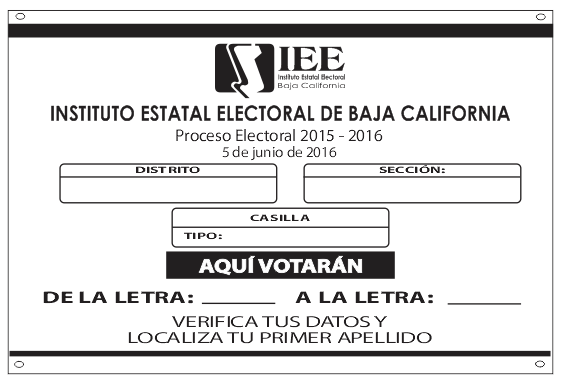 IEE
Instituto Estatal Electoral
Baja California
INSTITUTO ESTATAL ELECTORAL DE BAJA CALIFORNIA
Proceso Electoral 2015 - 2016
5 de junio de 2016
DISTRITO
SECCIÓN:
CASILLA
TIPO:
AQUÍ VOTARÁN
DE LA LETRA: ________ A LA LETRA: ________
VERIFICA TUS DATOS Y
LOCALIZA TU PRIMER APELLIDO